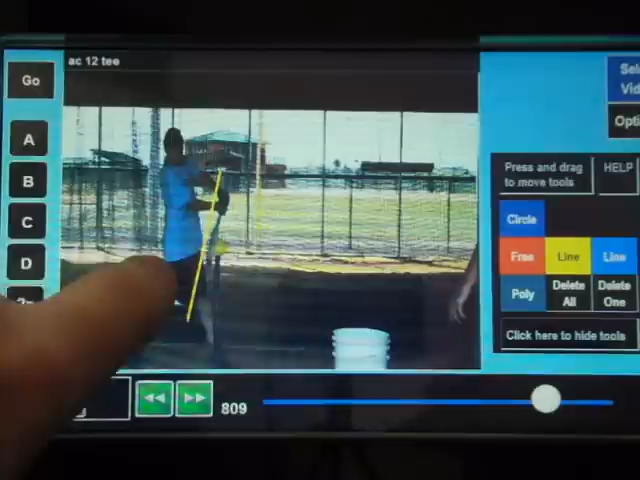 ac 12 tee
Go
A
B
C
D
809
Opti
Press and drag
to move tools
HELP
Circle
Free
Line
Line
Poly
Delete
All
Delete
One
Click here to hide tools